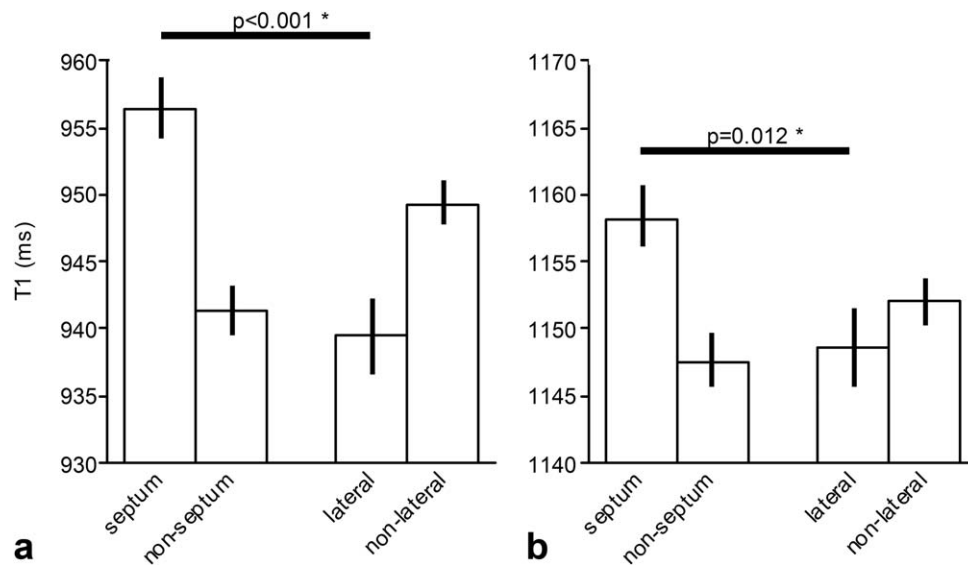 p<0.001 *
960
955
950
945
940
935
930
T1 (ms)
septum
non-septum
lateral
non-lateral
a
1170
1165
p=0.012 *
1160
1155
1150
1145
1140
septum
non-septum
lateral
non-lateral
b